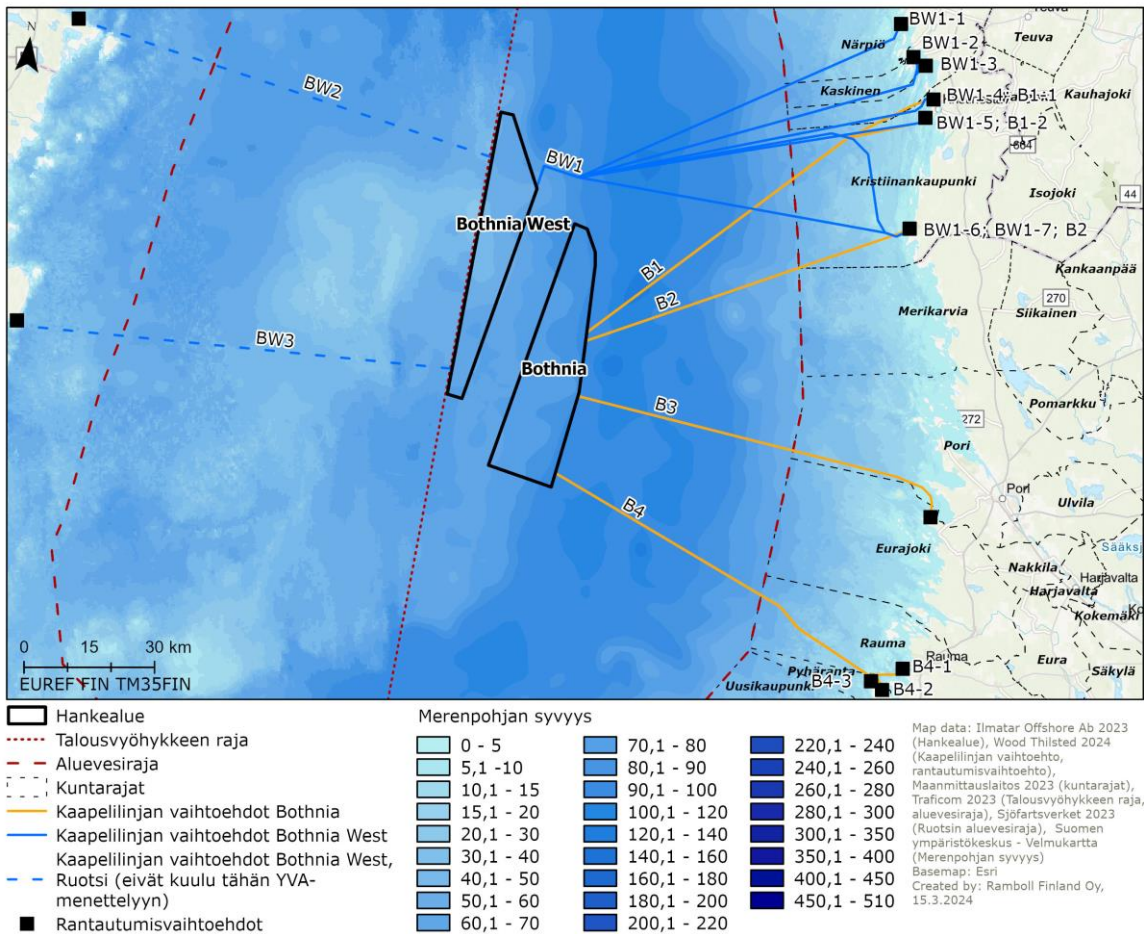 N
BW1-1
BW1-2
BW1-3
BW1-4; B1-1
BW1-5; B1-2
BW1-6; BW1-7; B2
Närpiö
Teuva
Teuva
Kaskinen
Kauhajoki
Kristiinankaupunki
664
Isojoki
44
Kankaanpää
270
Siikainen
Merikarvia
Pomarkku
272
Pori
Pori
Ulvila
Eurajoki
Nakkila
Sääksj
Harjavalta
Harjavalta
Kokemäki
Ko
Rauma
Rauma
Eura
Säkylä
Pyhäranta
Uusikaupunki
B4-1
B4-2
B4-3
BW2
BW1
Bothnia West
B1
B2
BW3
Bothnia
B3
B4
0 15 30 km
EUREF FIN TM35FIN
Hankealue
Talousvyöhykkeen raja
Aluevesiraja
Kuntarajat
Kaapelilinjan vaihtoehdot Bothnia
Kaapelilinjan vaihtoehdot Bothnia West
Kaapelilinjan vaihtoehdot Bothnia West,
Ruotsi (eivät kuulu tähän YVA-
menettelyyn)
Rantautumisvaihtoehdot
Merenpohjan syvyys
0 - 5
5,1 -10
10,1 - 15
15,1 - 20
20,1 - 30
30,1 - 40
40,1 - 50
50,1 - 60
60,1 - 70
70,1 - 80
80,1 - 90
90,1 - 100
100,1 - 120
120,1 - 140
140,1 - 160
160,1 - 180
180,1 - 200
200,1 - 220
220,1 - 240
240,1 - 260
260,1 - 280
280,1 - 300
300,1 - 350
350,1 - 400
400,1 - 450
450,1 - 510
Map data: Ilmatar Offshore Ab 2023
(Hankealue), Wood Thilsted 2024
(Kaapelilinjan vaihtoehto,
rantautumisvaihtoehto),
Maanmittauslaitos 2023 (kuntarajat),
Traficom 2023 (Talousvyöhykkeen raja,
aluevesiraja), Sjöfartsverket 2023
(Ruotsin aluevesiraja), Suomen
ympäristökeskus - Velmukartta
(Merenpohjan syvyys)
Basemap: Esri
Created by: Ramboll Finland Oy,
15.3.2024